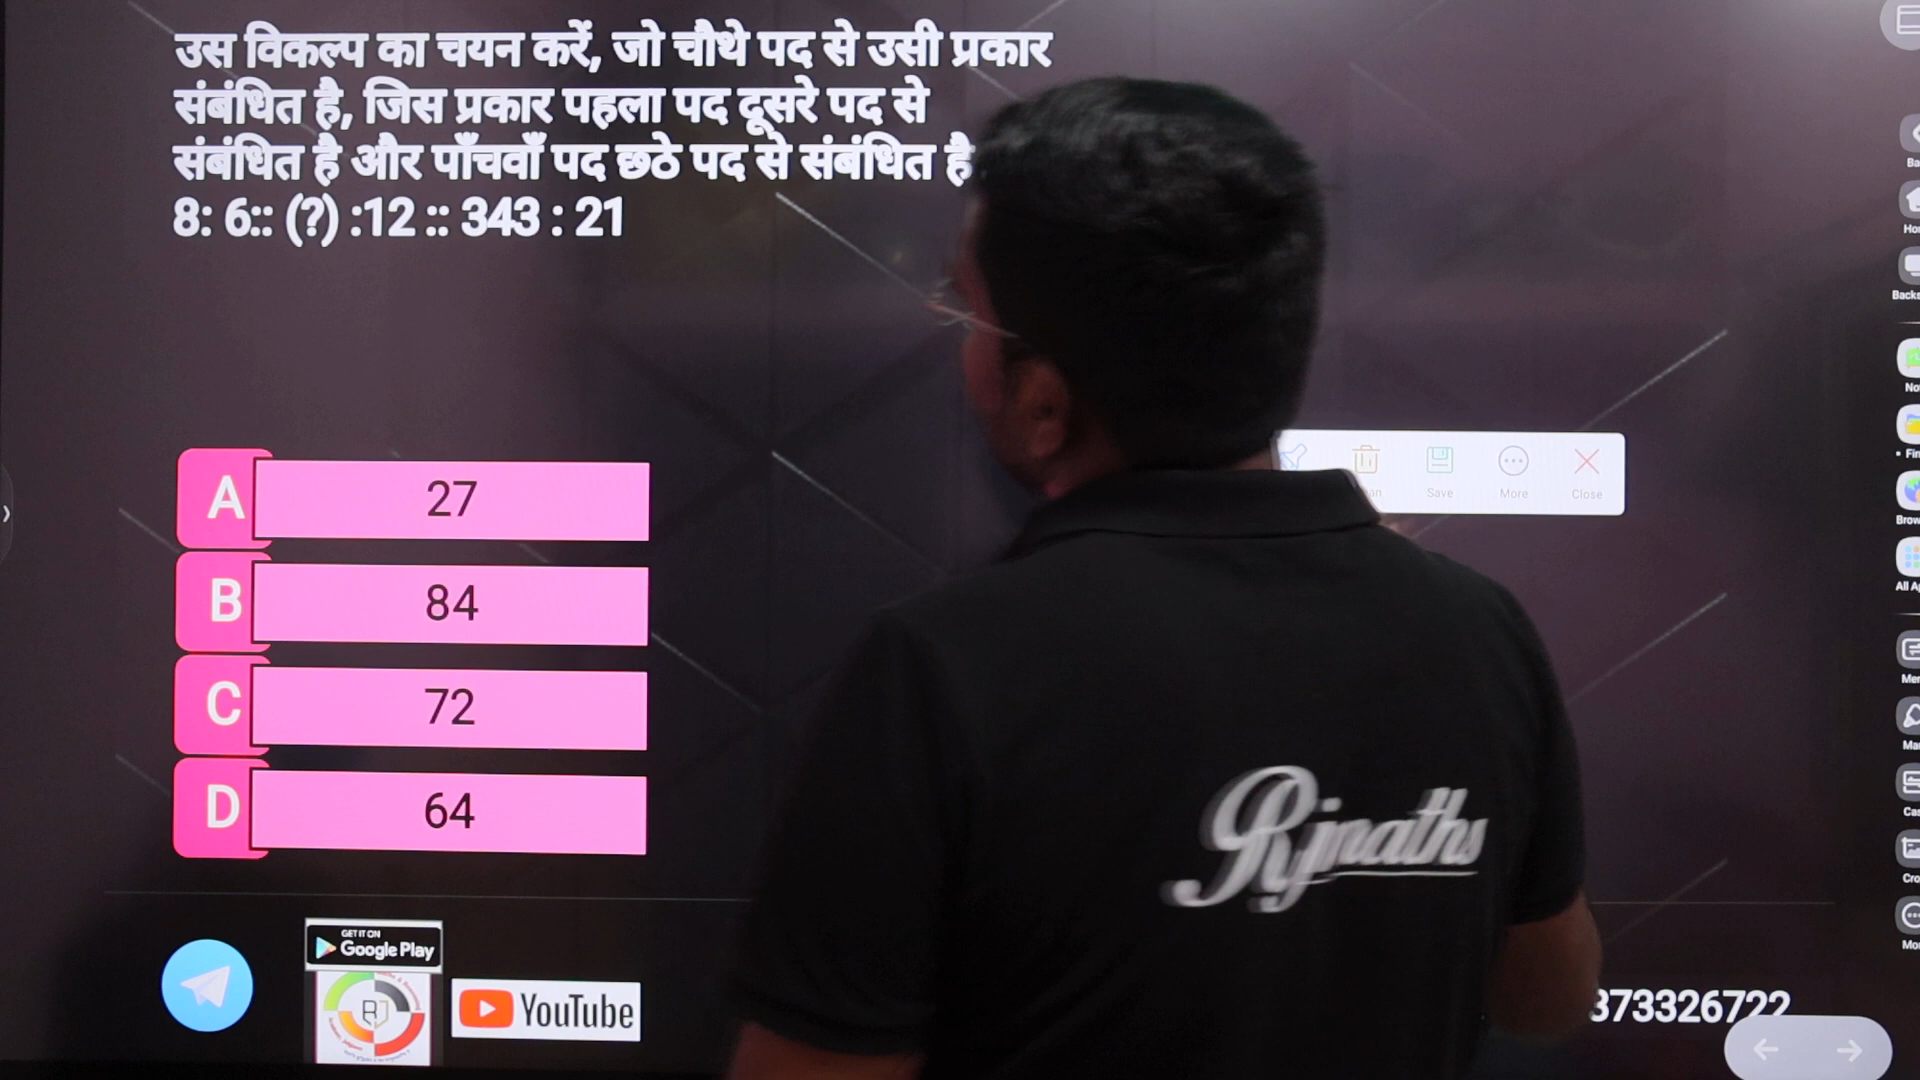 उस विकल्प का चयन करें, जो चौथे पद से उसी प्रकार
संबंधित है, जिस प्रकार पहला पद दूसरे पद से
संबंधित है और पाँचवाँ पद छठे पद से संबंधित है
8: 6:: (?) :12 :: 343 : 21
A 27
B 84
C 72
D 64
Save
More
Close
Rjmaths
GET IT ON
Google Play
RJ
YouTube
373326722